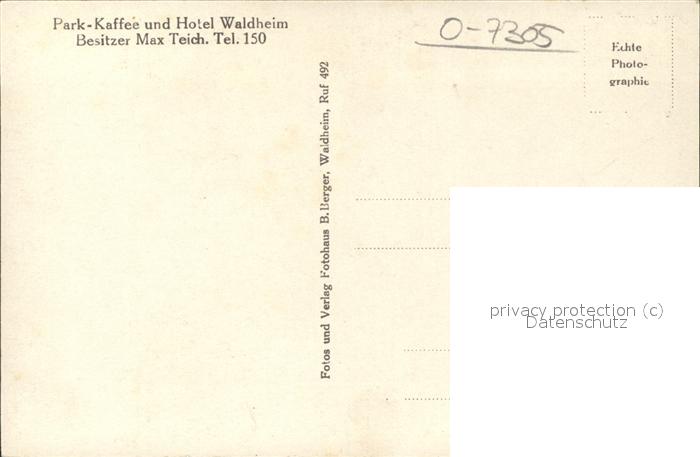 Park-Kaffee und Hotel Waldheim
Besitzer Max Teich. Tel. 150
O-7305
Echte
Photo-
graphie
Fotos und Verlag Fotohaus B. Berger, Waldheim, Ruf 492
privacy protection (c)
Datenschutz